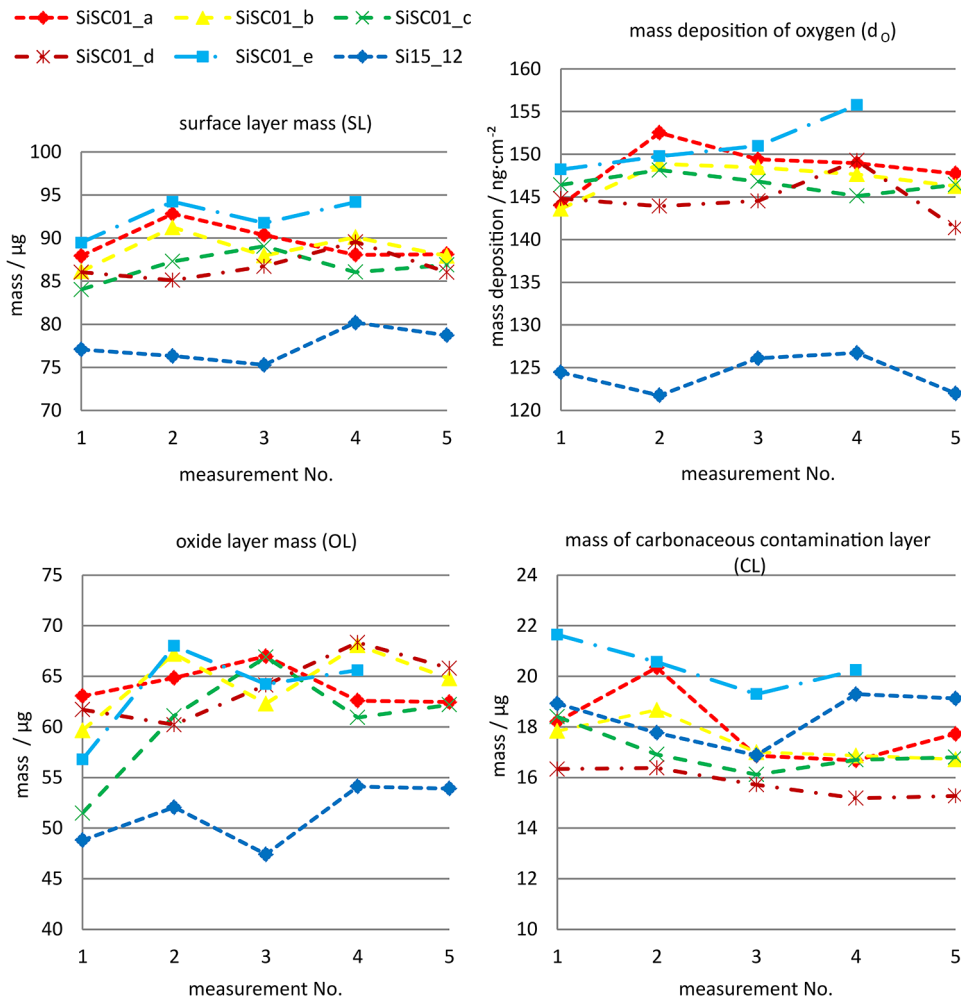 SiSC01_a SiSC01_b SiSC01_c
SiSC01_d SiSC01_e Si15_12
surface layer mass (SL)
mass / µg
100
95
90
85
80
75
70
1 2 3 4 5
measurement No.
mass deposition of oxygen (d_O)
mass deposition / ng·cm⁻²
160
155
150
145
140
135
130
125
120
1 2 3 4 5
measurement No.
oxide layer mass (OL)
mass / µg
75
70
65
60
55
50
45
40
1 2 3 4 5
measurement No.
mass of carbonaceous contamination layer
(CL)
mass / µg
24
22
20
18
16
14
12
10
1 2 3 4 5
measurement No.